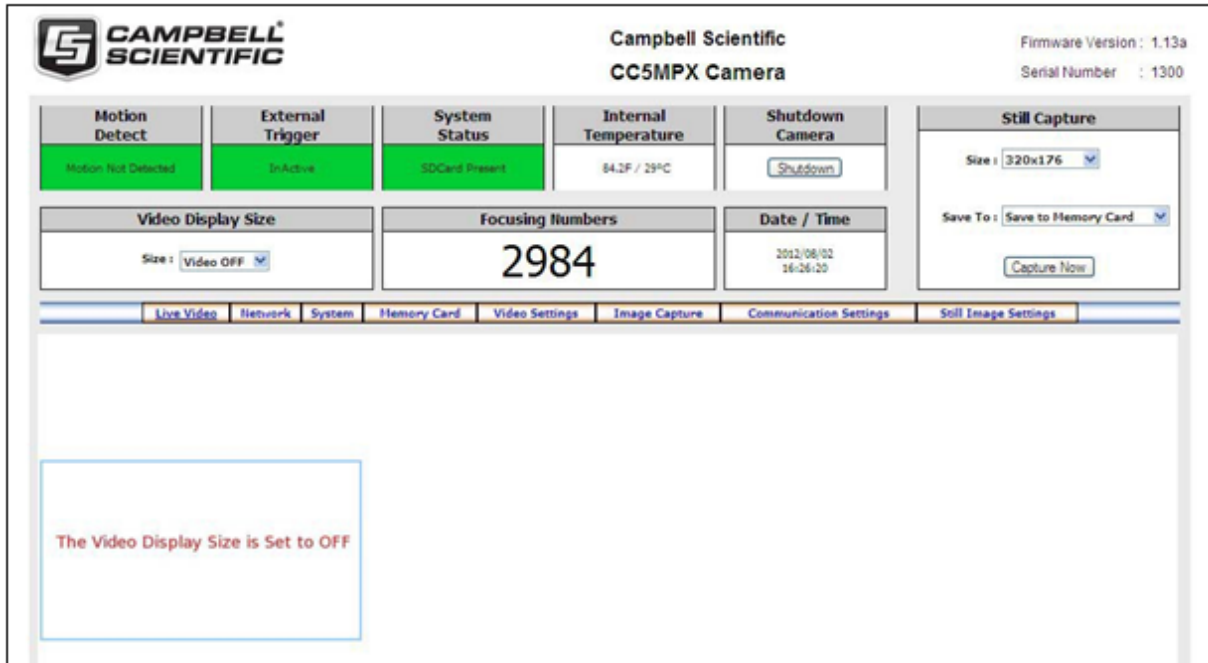 CAMPBELL
SCIENTIFIC
Campbell Scientific
CC5MPX Camera
Firmware Version : 1.13a
Serial Number : 1300
Motion
Detect
Motion Not Detected
External
Trigger
InActive
System
Status
SDCard Present
Internal
Temperature
84.2F / 29ºC
Shutdown
Camera
Shutdown
Still Capture
Size : 320x176
Save To : Save to Memory Card
Capture Now
Video Display Size
Size : Video OFF
Focusing Numbers
2984
Date / Time
2012/08/02
16:26:20
Live Video Network System Memory Card Video Settings Image Capture Communication Settings Still Image Settings
The Video Display Size is Set to OFF